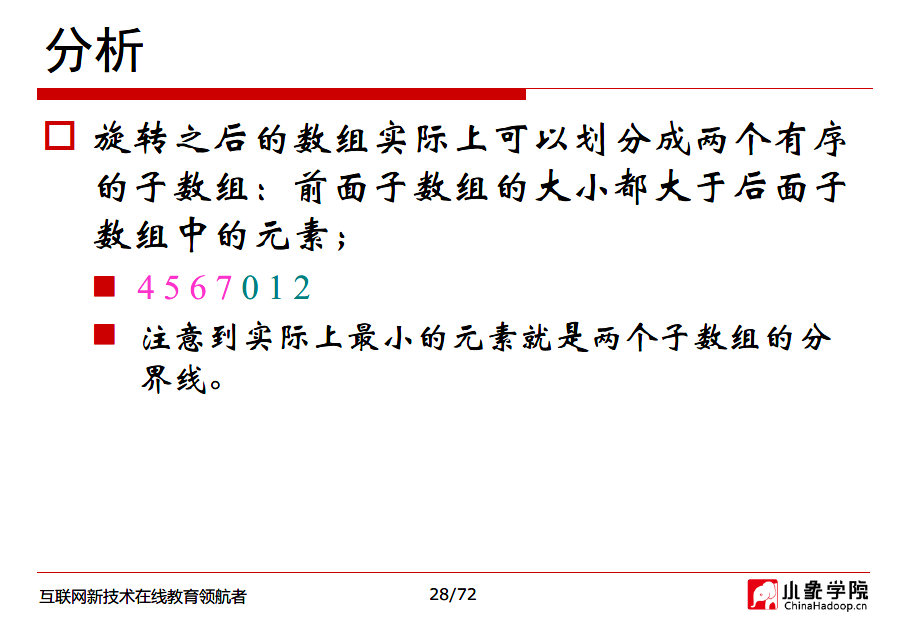 分析
旋转之后的数组实际上可以划分成两个有序
的子数组：前面子数组的大小都大于后面子
数组中的元素；
4 5 6 7 0 1 2
注意到实际上最小的元素就是两个子数组的分
界线。
互联网新技术在线教育领航者
28/72
小象学院
ChinaHadoop.cn